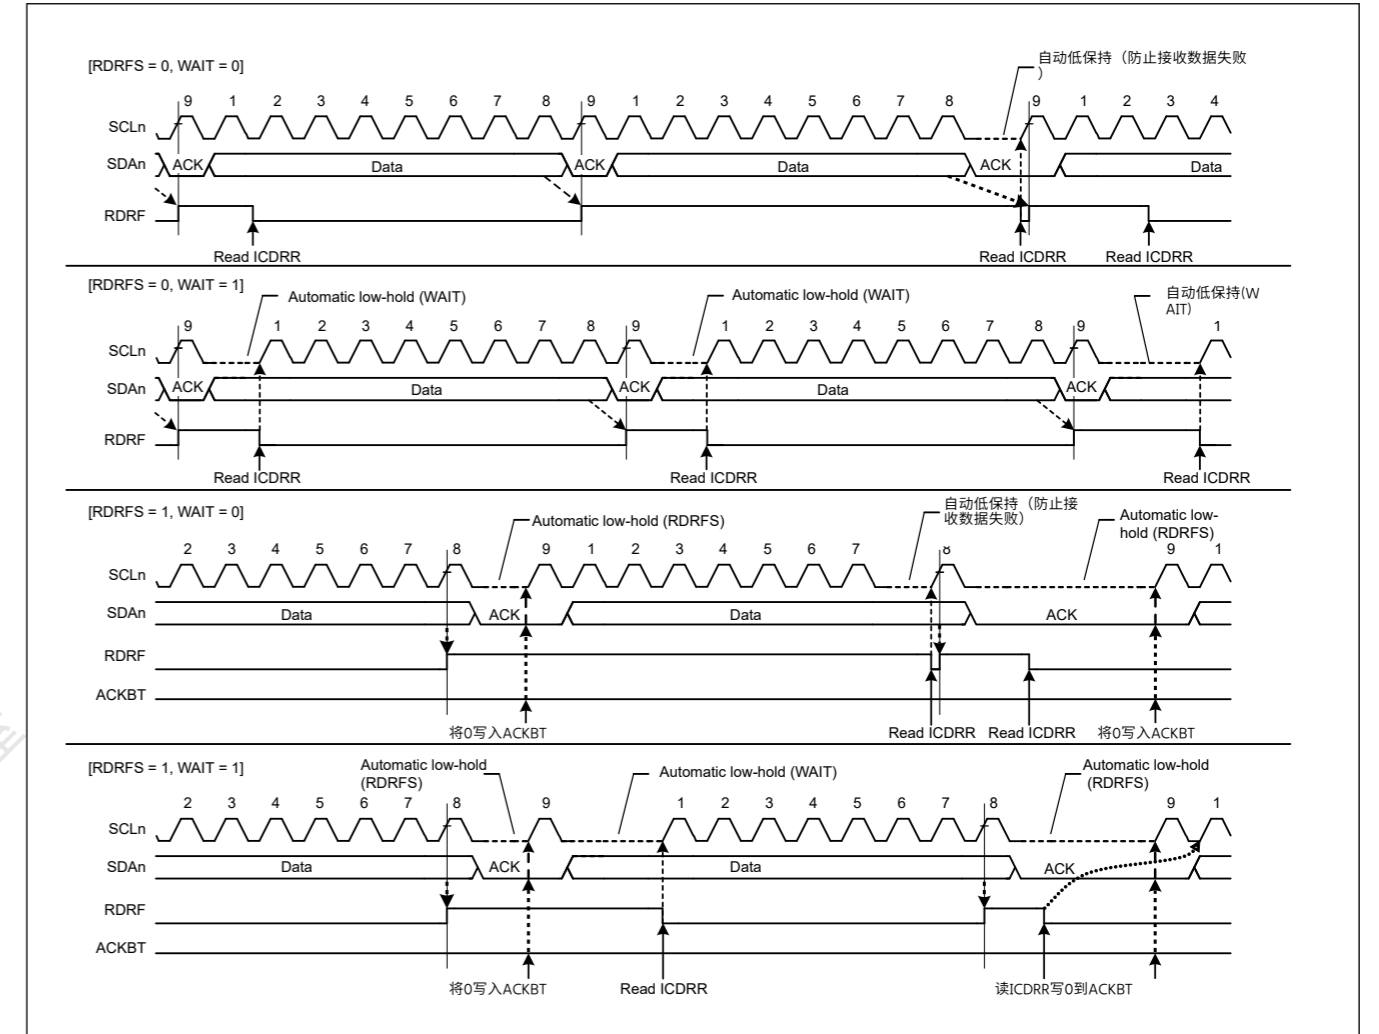 [RDRFS = 0, WAIT = 0]
自动低保持（防止接收数据失败
）
9 1 2 3 4 5 6 7 8 9 1 2 3 4 5 6 7 8 9 1 2 3 4
SCLn
SDAn ACK Data ACK Data ACK Data
RDRF
Read ICDRR Read ICDRR Read ICDRR
[RDRFS = 0, WAIT = 1]
Automatic low-hold (WAIT) Automatic low-hold (WAIT) 自动低保持(W
AIT)
9 1 2 3 4 5 6 7 8 9 1 2 3 4 5 6 7 8 9 1
SCLn
SDAn ACK Data ACK Data ACK
RDRF
Read ICDRR Read ICDRR Read ICDRR
[RDRFS = 1, WAIT = 0]
Automatic low-hold (RDRFS)
自动低保持（防止接
收数据失败）
Automatic low-
hold (RDRFS)
2 3 4 5 6 7 8 9 1 2 3 4 5 6 7 8 9 1
SCLn
SDAn Data ACK Data ACK
RDRF
ACKBT
将0写入ACKBT Read ICDRR Read ICDRR 将0写入ACKBT
[RDRFS = 1, WAIT = 1]
Automatic low-hold
(RDRFS)
Automatic low-hold (WAIT)
Automatic low-hold
(RDRFS)
2 3 4 5 6 7 8 9 1 2 3 4 5 6 7 8 9 1
SCLn
SDAn Data ACK Data ACK
RDRF
ACKBT
将0写入ACKBT Read ICDRR 读ICDRR写0到ACKBT